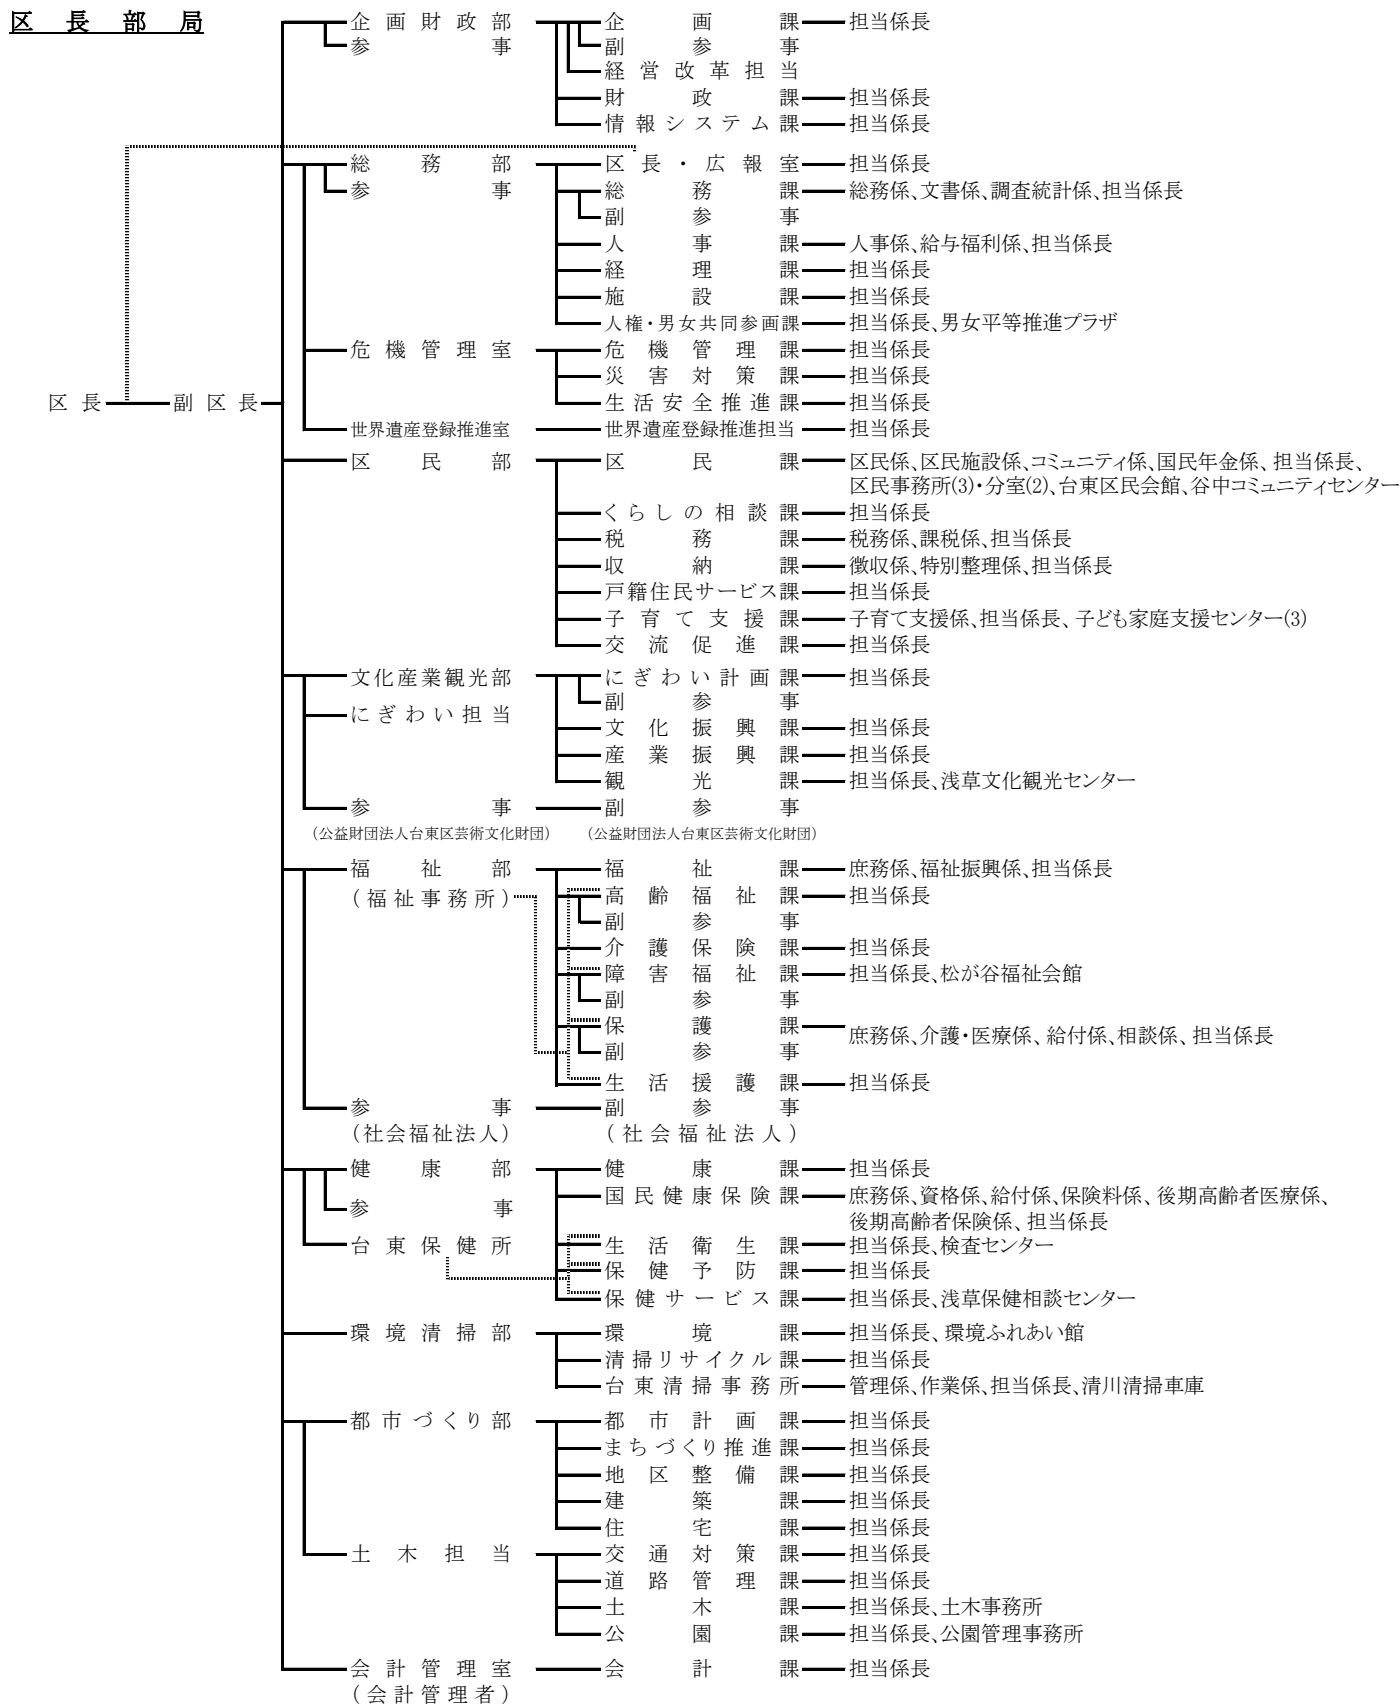 区長部局
企画財政部 企画課 担当係長
参事 副参事
経営改革担当
財政課 担当係長
情報システム課 担当係長
総務部 区長・広報室 担当係長
参事 総務課 総務係、文書係、調査統計係、担当係長
副参事
人事課 人事係、給与福利係、担当係長
経理課 担当係長
施設課 担当係長
人権・男女共同参画課 担当係長、男女平等推進プラザ
危機管理室 危機管理課 担当係長
災害対策課 担当係長
区長 副区長 生活安全推進課 担当係長
世界遺産登録推進室 世界遺産登録推進担当 担当係長
区民部 区民課 区民係、区民施設係、コミュニティ係、国民年金係、担当係長、
区民事務所(3)・分室(2)、台東区民会館、谷中コミュニティセンター
くらしの相談課 担当係長
税務課 税務係、課税係、担当係長
収納課 徴収係、特別整理係、担当係長
戸籍住民サービス課 担当係長
子育て支援課 子育て支援係、担当係長、子ども家庭支援センター(3)
交流促進課 担当係長
文化産業観光部 にぎわい計画課 担当係長
副参事
にぎわい担当
文化振興課 担当係長
産業振興課 担当係長
観光課 担当係長、浅草文化観光センター
参事 副参事
(公益財団法人台東区芸術文化財団) (公益財団法人台東区芸術文化財団)
福祉部 福祉課 庶務係、福祉振興係、担当係長
(福祉事務所) 高齢福祉課 担当係長
副参事
介護保険課 担当係長
障害福祉課 担当係長、松が谷福祉会館
副参事
保護課 庶務係、介護・医療係、給付係、相談係、担当係長
副参事
生活援護課 担当係長
参事 副参事
(社会福祉法人) (社会福祉法人)
健康部 健康課 担当係長
国民健康保険課 庶務係、資格係、給付係、保険料係、後期高齢者医療係、
参事
後期高齢者保険係、担当係長
台東保健所 生活衛生課 担当係長、検査センター
保健予防課 担当係長
保健サービス課 担当係長、浅草保健相談センター
環境清掃部 環境課 担当係長、環境ふれあい館
清掃リサイクル課 担当係長
台東清掃事務所 管理係、作業係、担当係長、清川清掃車庫
都市づくり部 都市計画課 担当係長
まちづくり推進課 担当係長
地区整備課 担当係長
建築課 担当係長
住宅課 担当係長
土木担当 交通対策課 担当係長
道路管理課 担当係長
土木課 担当係長、土木事務所
公園課 担当係長、公園管理事務所
会計管理室 会計課 担当係長
(会計管理者)